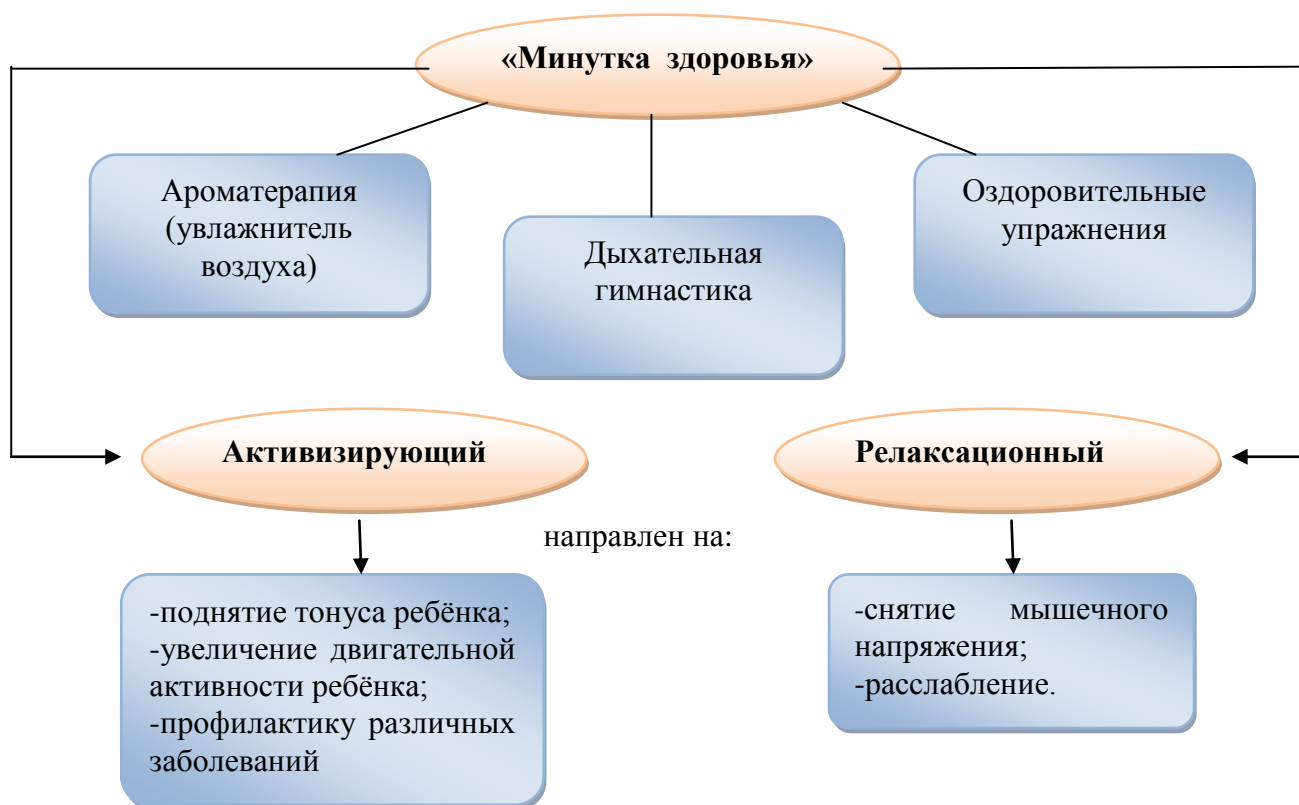 «Минутка здоровья»
Ароматерапия
(увлажнитель
воздуха)
Дыхательная
гимнастика
Оздоровительные
упражнения
Активизирующий
Релаксационный
направлен на:
-поднятие тонуса ребёнка;
-увеличение двигательной
активности ребёнка;
-профилактику различных
заболеваний
-снятие мышечного
напряжения;
-расслабление.